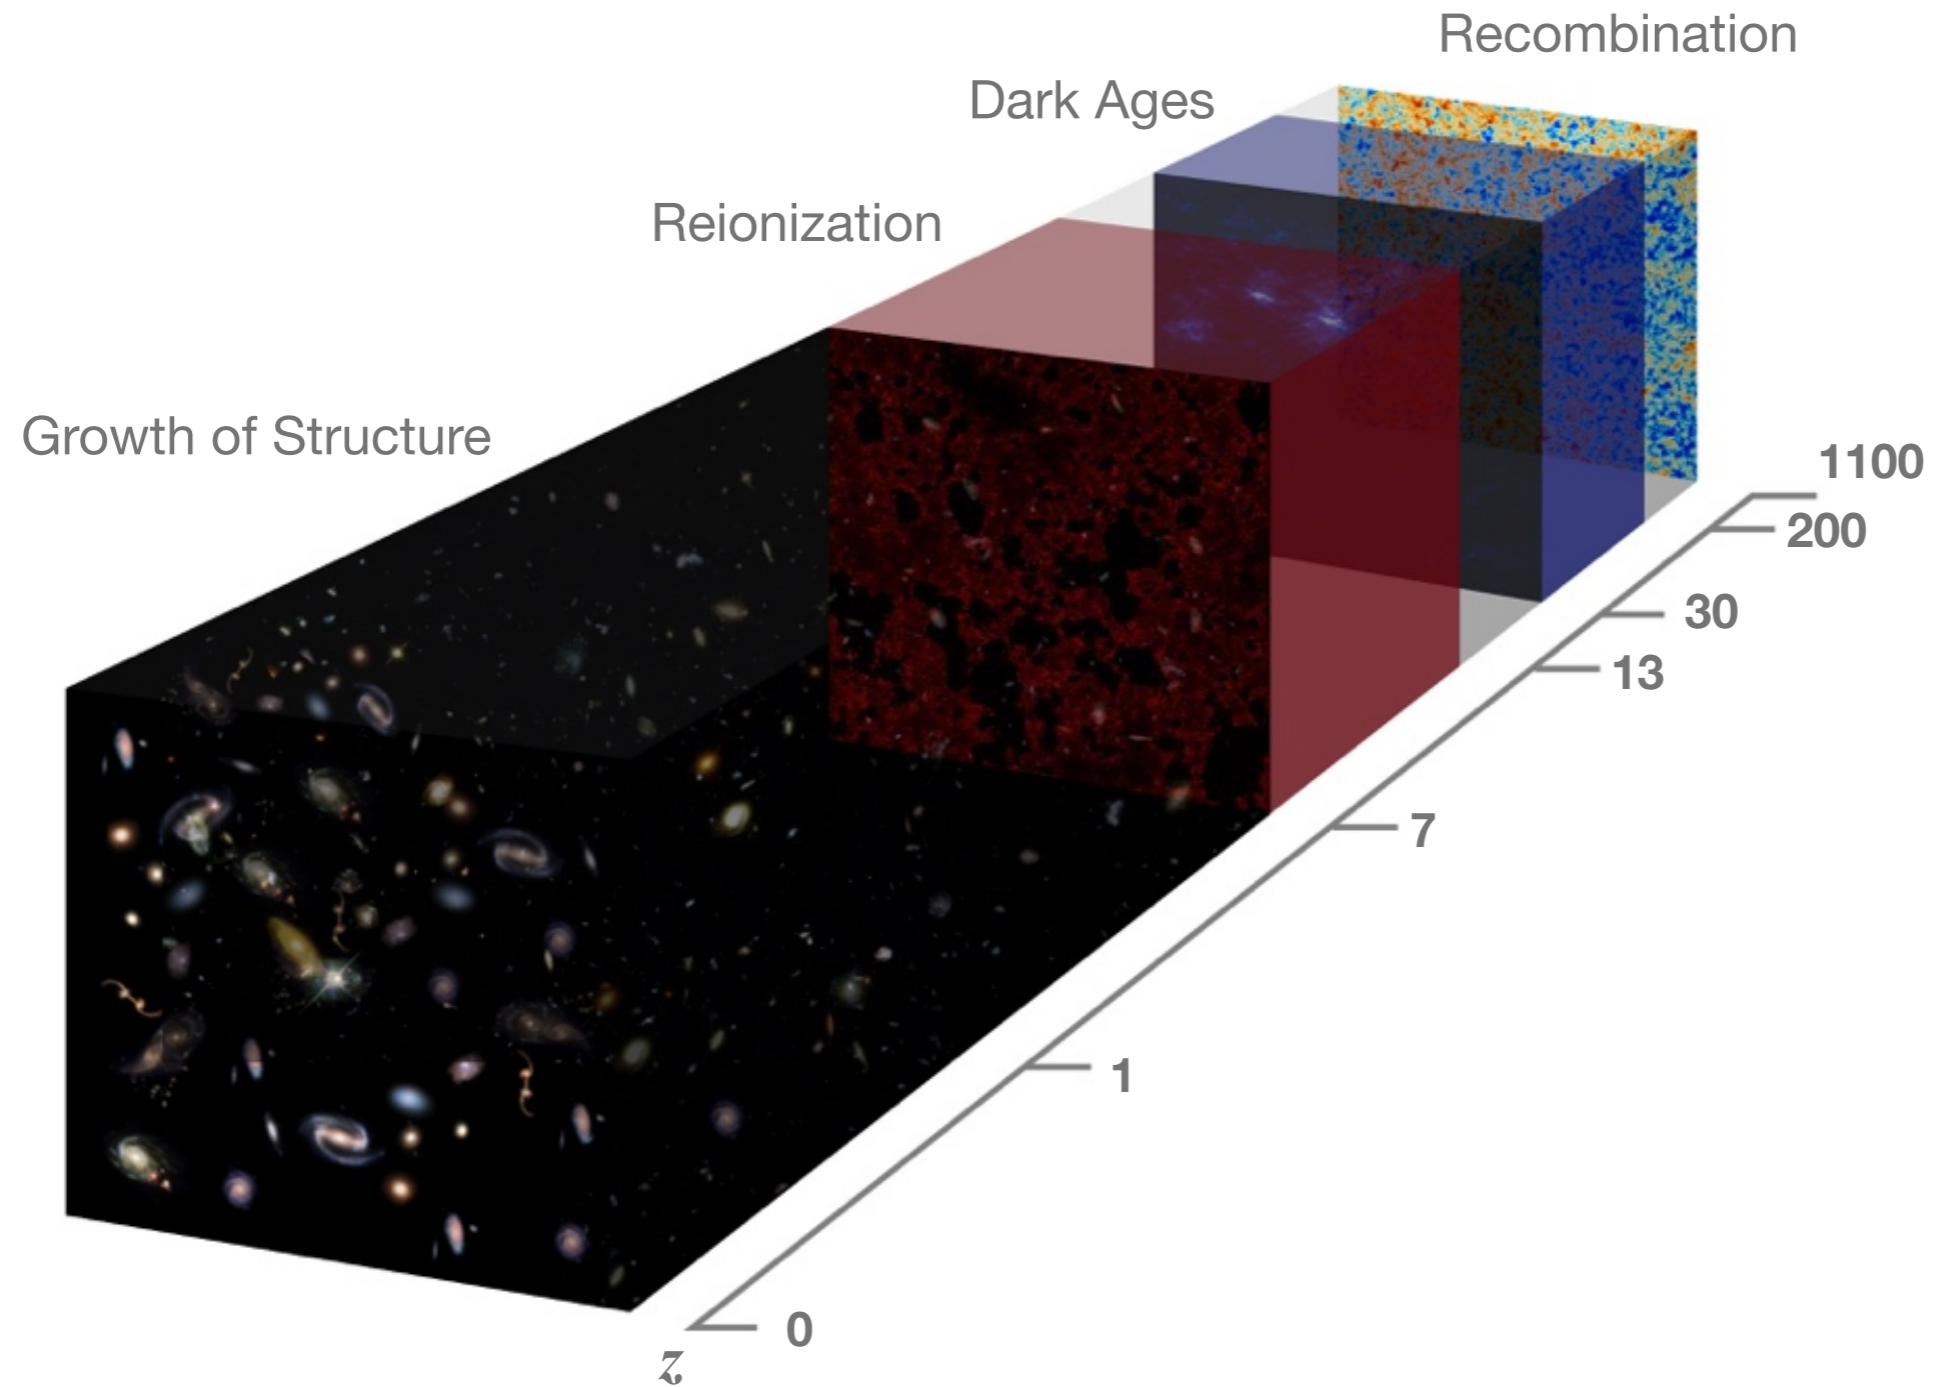 Recombination
Dark Ages
Reionization
Growth of Structure
1100
200
30
13
7
1
0
z